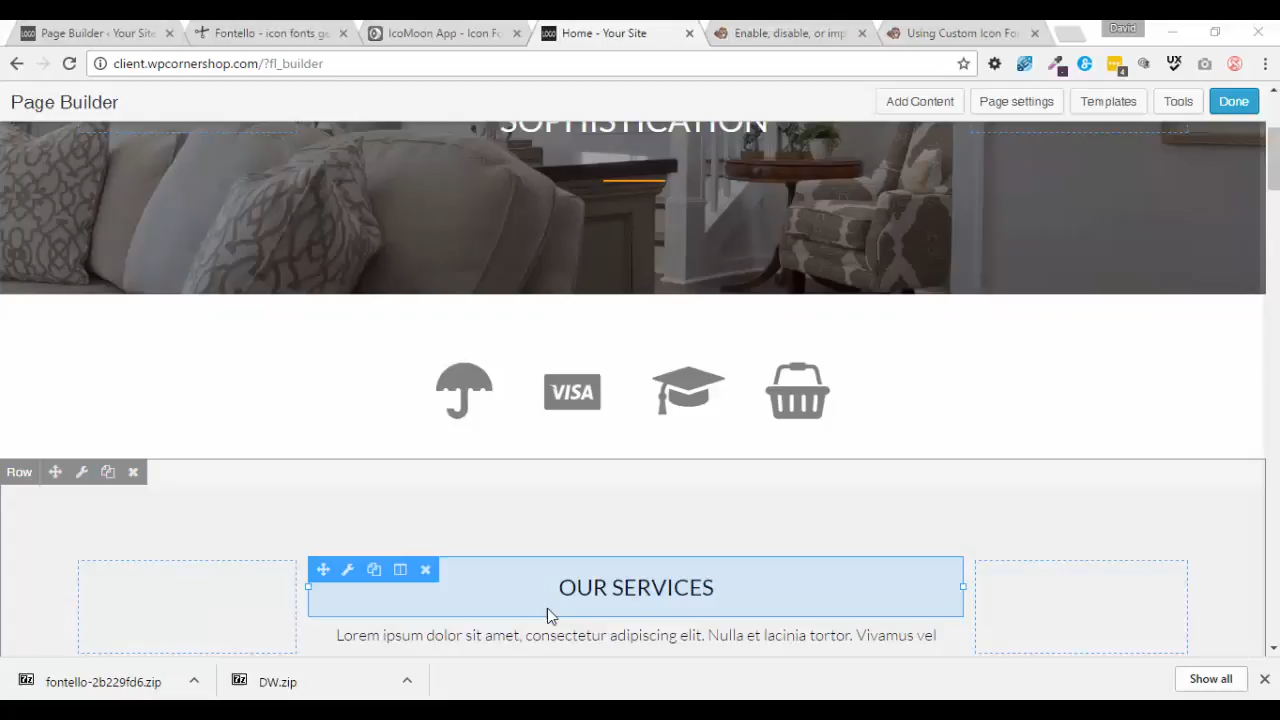 David
Page Builder ‹ Your Site
Fontello - icon fonts ge
IcoMoon App - Icon Fo
Home - Your Site
Enable, disable, or imp
Using Custom Icon Fo
client.wpcornershop.com/?fl_builder
4
UX
Page Builder
Add Content
Page settings
Templates
Tools
Done
SOPHISTICATION
VISA
Row
OUR SERVICES
Lorem ipsum dolor sit amet, consectetur adipiscing elit. Nulla et lacinia tortor. Vivamus vel
fontello-2b229fd6.zip
DW.zip
Show all